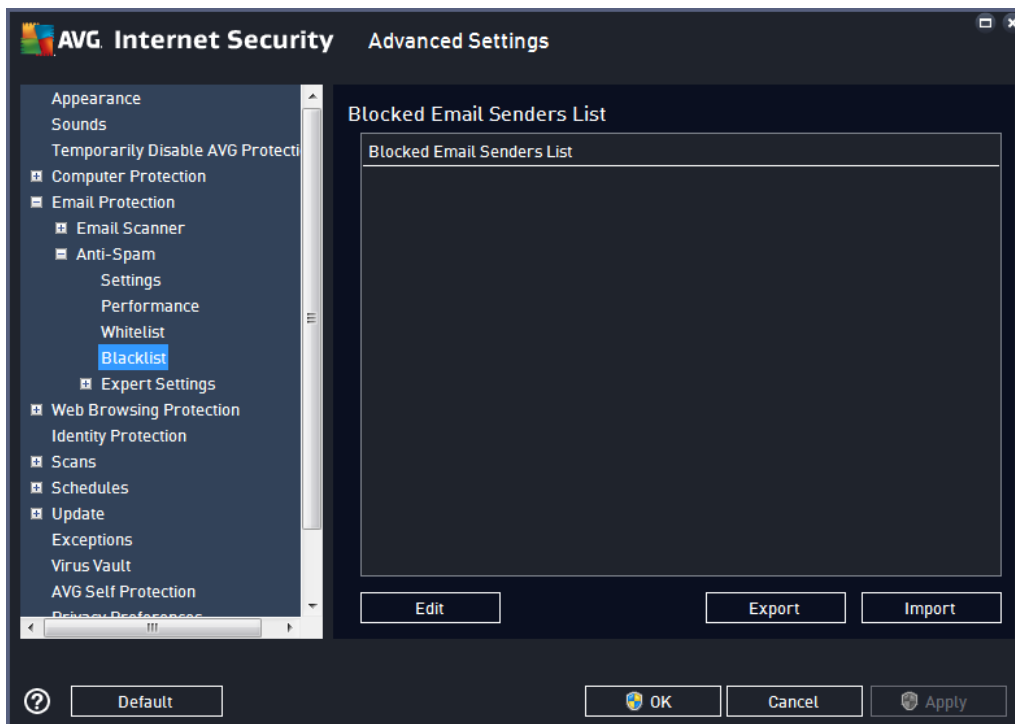 AVG. Internet Security Advanced Settings
Appearance
Sounds
Temporarily Disable AVG Protecti
Computer Protection
Email Protection
Email Scanner
Anti-Spam
Settings
Performance
Whitelist
Blacklist
Expert Settings
Web Browsing Protection
Identity Protection
Scans
Schedules
Update
Exceptions
Virus Vault
AVG Self Protection
Privacy Preferences
Blocked Email Senders List
Blocked Email Senders List
Edit
Export
Import
?
Default
OK
Cancel
Apply